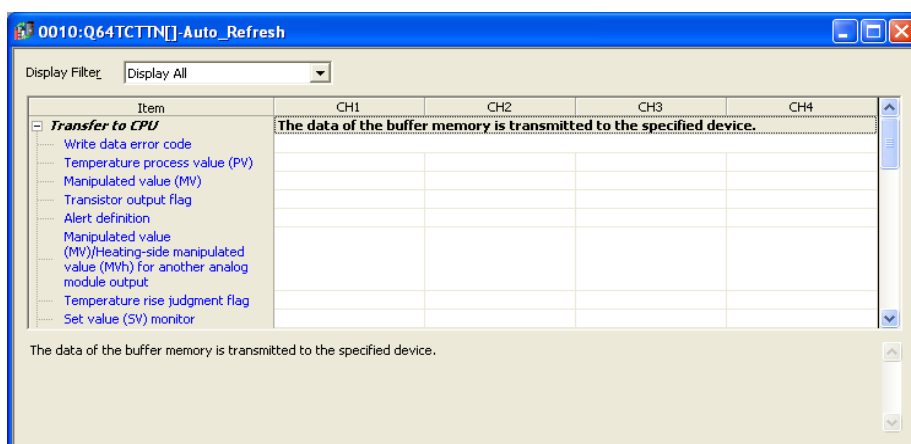 0010:Q64TCTTN[]-Auto_Refresh
Display Filter Display All
Item CH1 CH2 CH3 CH4
Transfer to CPU The data of the buffer memory is transmitted to the specified device.
Write data error code
Temperature process value (PV)
Manipulated value (MV)
Transistor output flag
Alert definition
Manipulated value
(MV)/Heating-side manipulated
value (MVh) for another analog
module output
Temperature rise judgment flag
Set value (SV) monitor
The data of the buffer memory is transmitted to the specified device.